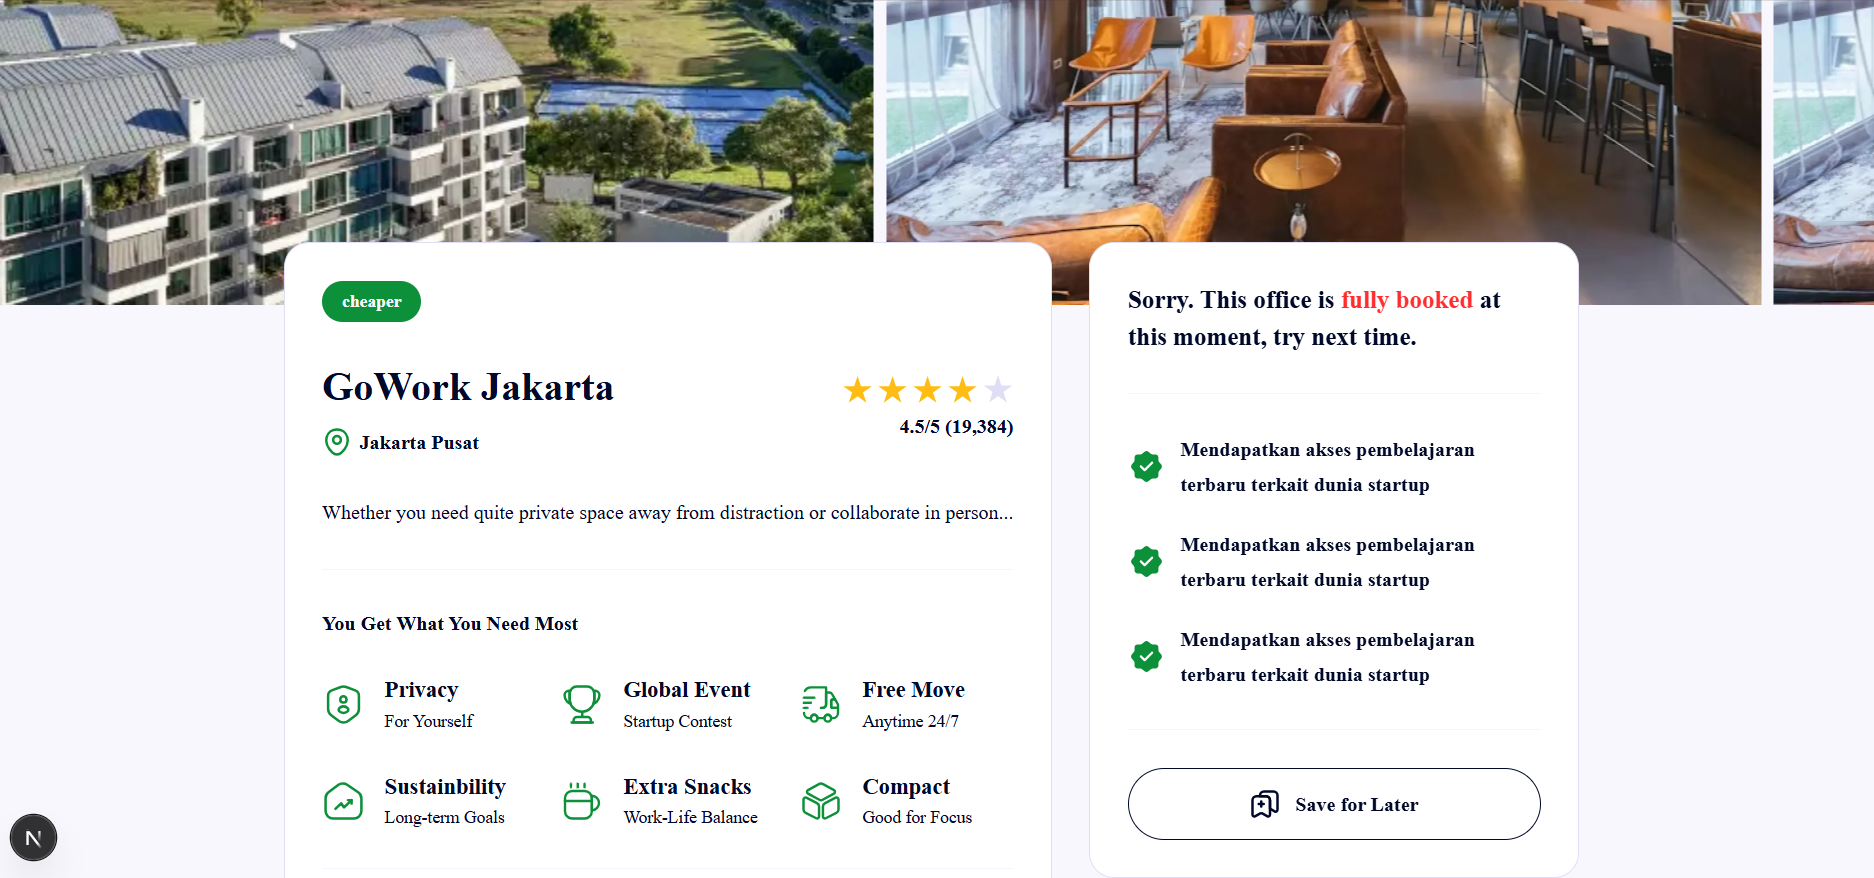 cheaper
GoWork Jakarta
4.5/5 (19,384)
Jakarta Pusat
Whether you need quite private space away from distraction or collaborate in person...
You Get What You Need Most
Privacy
For Yourself
Global Event
Startup Contest
Free Move
Anytime 24/7
Sustainbility
Long-term Goals
Extra Snacks
Work-Life Balance
Compact
Good for Focus
Sorry. This office is fully booked at
this moment, try next time.
Mendapatkan akses pembelajaran
terbaru terkait dunia startup
Mendapatkan akses pembelajaran
terbaru terkait dunia startup
Mendapatkan akses pembelajaran
terbaru terkait dunia startup
Save for Later
N